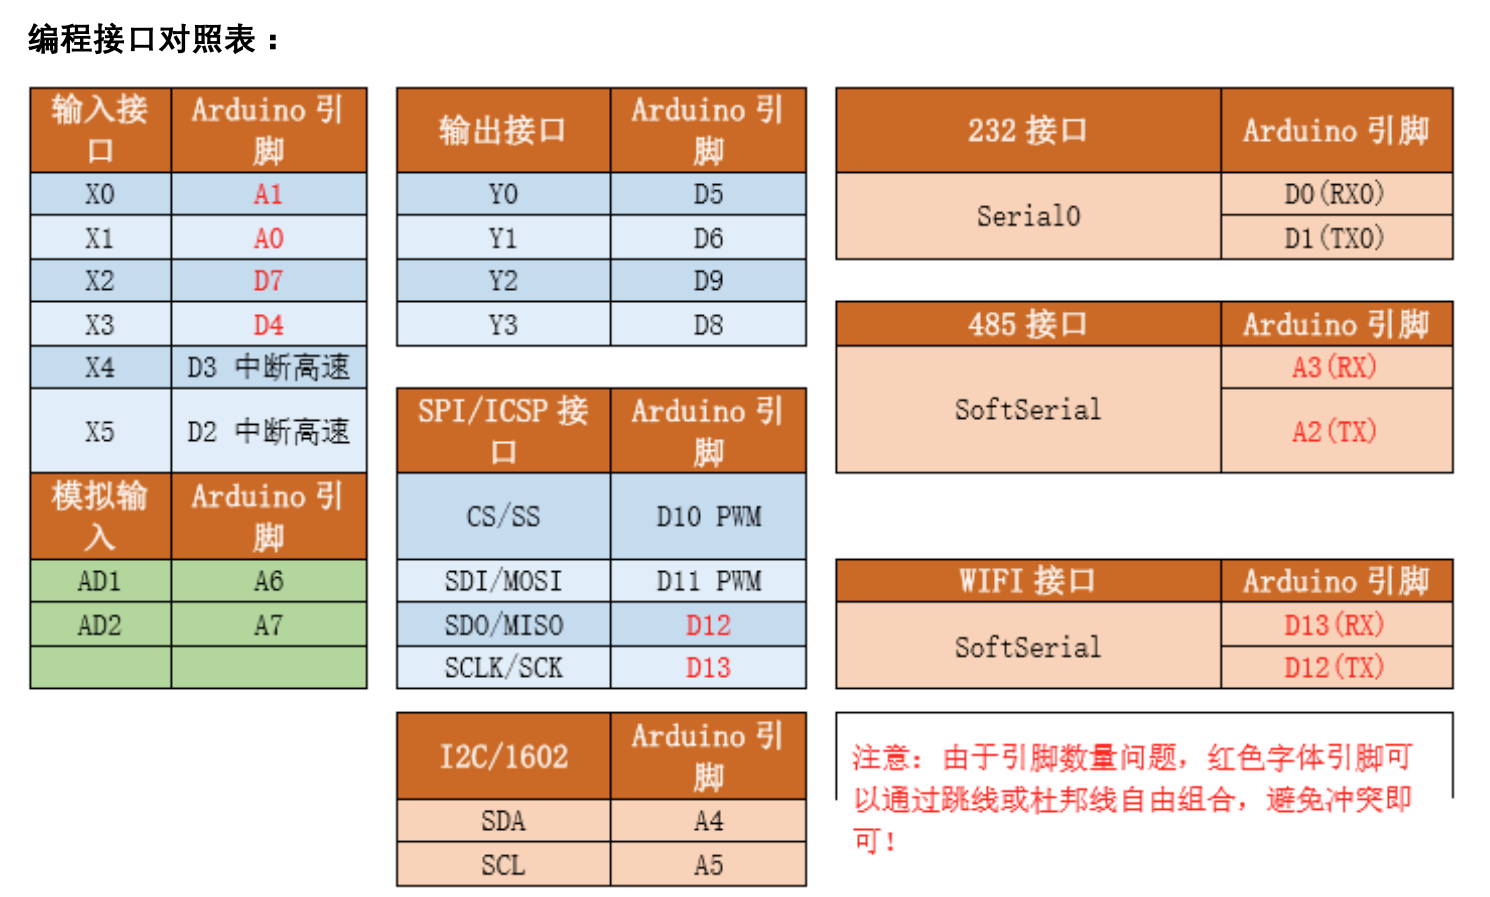 编程接口对照表：
输入接
口
Arduino 引
脚
X0
A1
X1
A0
X2
D7
X3
D4
X4
D3 中断高速
X5
D2 中断高速
模拟输
入
Arduino 引
脚
AD1
A6
AD2
A7
输出接口
Arduino 引
脚
Y0
D5
Y1
D6
Y2
D9
Y3
D8
SPI/ICSP 接
口
Arduino 引
脚
CS/SS
D10 PWM
SDI/MOSI
D11 PWM
SDO/MISO
D12
SCLK/SCK
D13
I2C/1602
Arduino 引
脚
SDA
A4
SCL
A5
232 接口
Arduino 引脚
Serial0
D0(RX0)
D1(TX0)
485 接口
Arduino 引脚
SoftSerial
A3(RX)
A2(TX)
WIFI 接口
Arduino 引脚
SoftSerial
D13(RX)
D12(TX)
注意：由于引脚数量问题，红色字体引脚可
以通过跳线或杜邦线自由组合，避免冲突即
可！